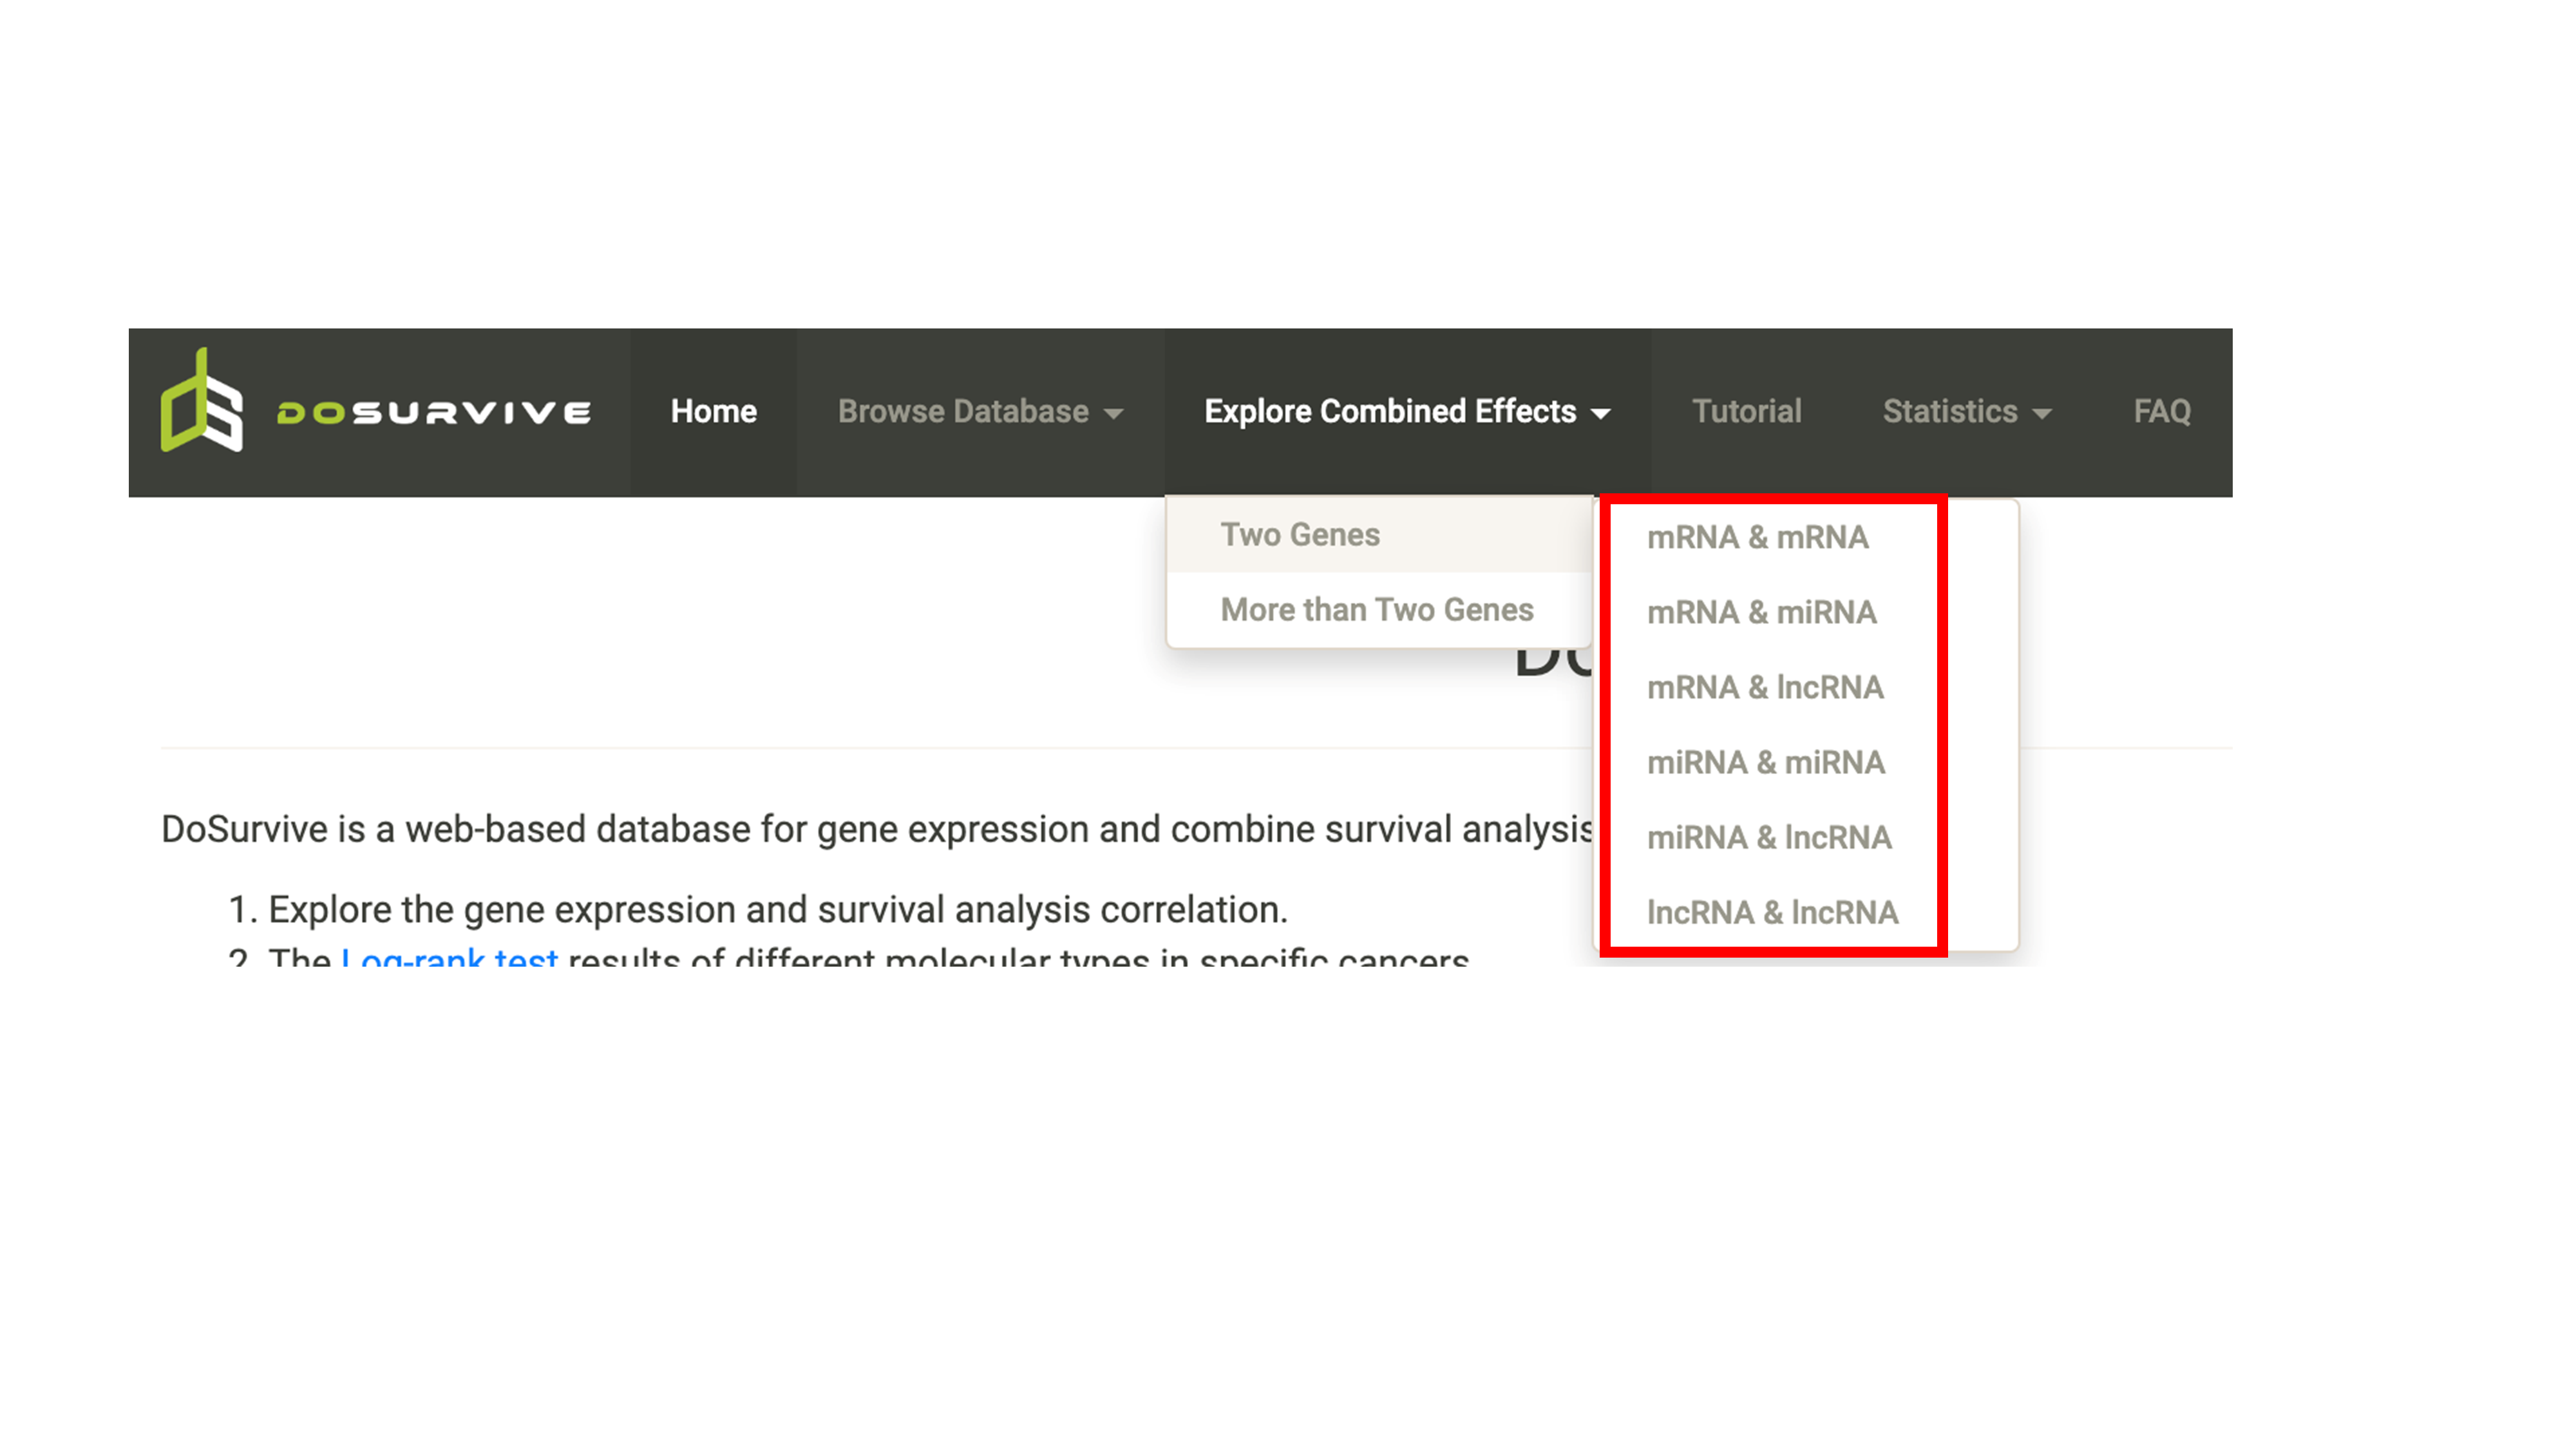 DOSURVIVE Home Browse Database Explore Combined Effects Tutorial Statistics FAQ
Two Genes
More than Two Genes
mRNA & mRNA
mRNA & miRNA
mRNA & lncRNA
miRNA & miRNA
miRNA & lncRNA
lncRNA & lncRNA
Do
DoSurvive is a web-based database for gene expression and combine survival analysis
1. Explore the gene expression and survival analysis correlation.
2. The Log-rank test results of different molecular types in specific cancers